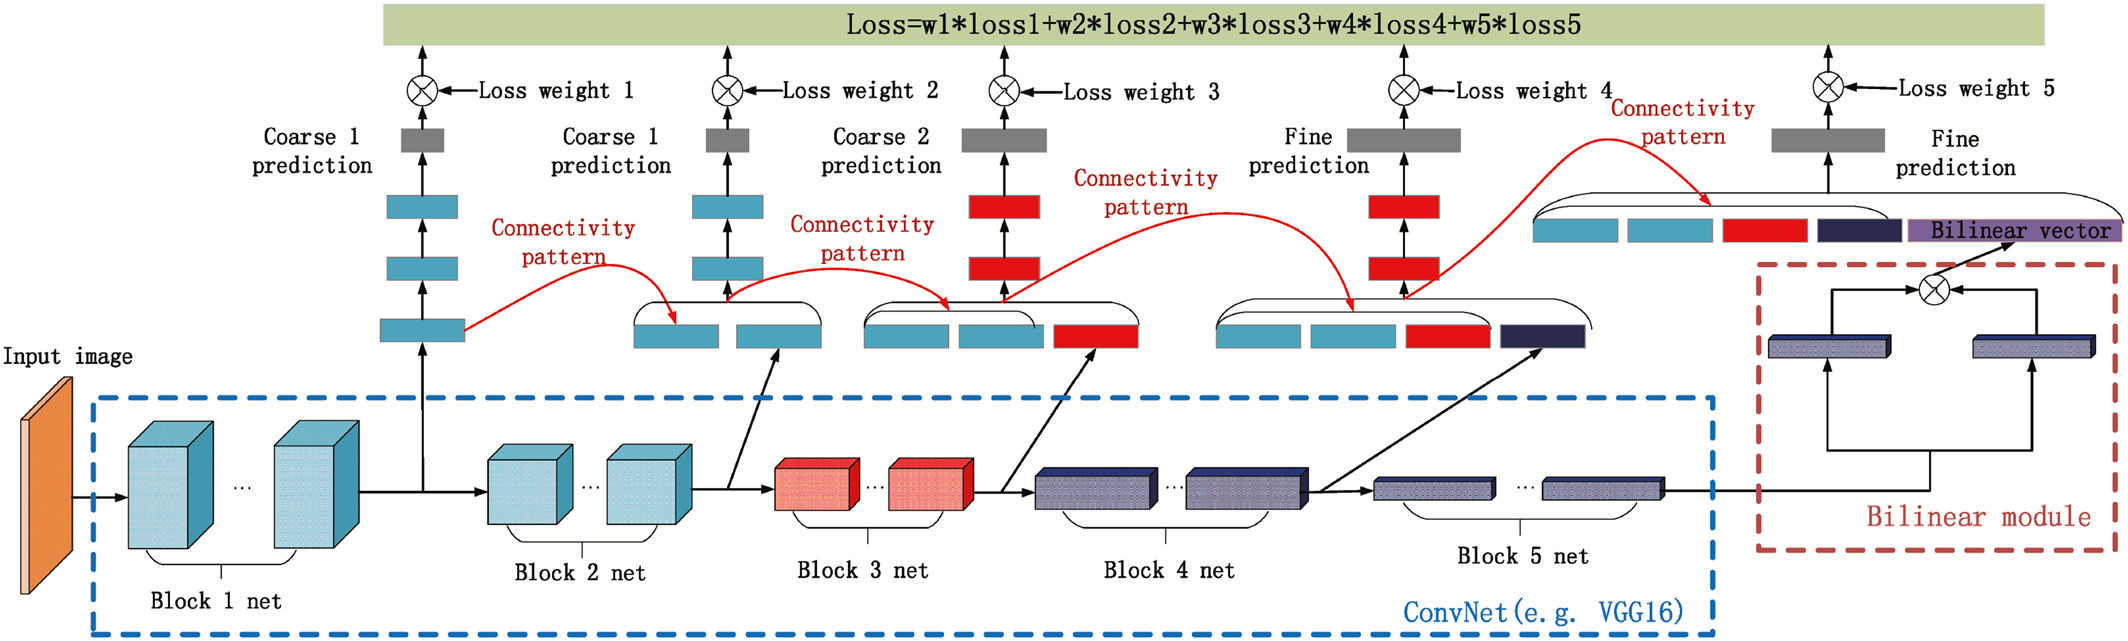 Loss=w1*loss1+w2*loss2+w3*loss3+w4*loss4+w5*loss5
Loss weight 1
Loss weight 2
Loss weight 3
Loss weight 4
Loss weight 5
Coarse 1
prediction
Coarse 1
prediction
Coarse 2
prediction
Fine
prediction
Fine
prediction
Connectivity
pattern
Connectivity
pattern
Connectivity
pattern
Connectivity
pattern
Bilinear vector
Input image
Block 1 net
Block 2 net
Block 3 net
Block 4 net
Block 5 net
...
...
...
...
...
Bilinear module
ConvNet(e.g. VGG16)